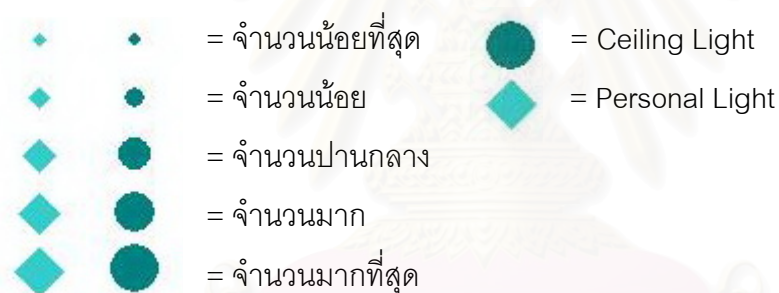 = จำนวนน้อยที่สุด = Ceiling Light
= จำนวนน้อย = Personal Light
= จำนวนปานกลาง
= จำนวนมาก
= จำนวนมากที่สุด